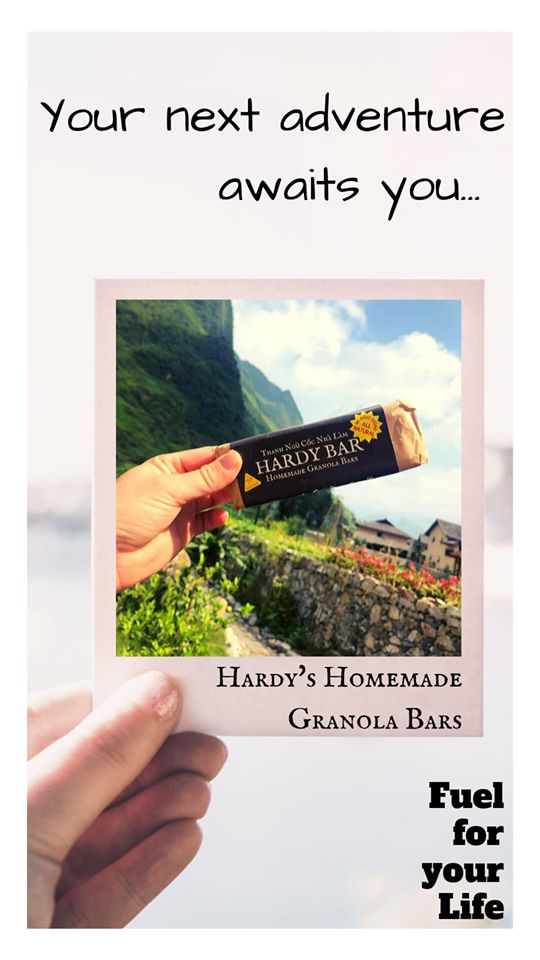 Your next adventure
awaits you...
Thanh Ngũ Cốc Nhà Làm
HARDY BAR
Homemade Granola Bars
ALL
NATURAL
Hardy's Homemade
Granola Bars
Fuel
for
your
Life